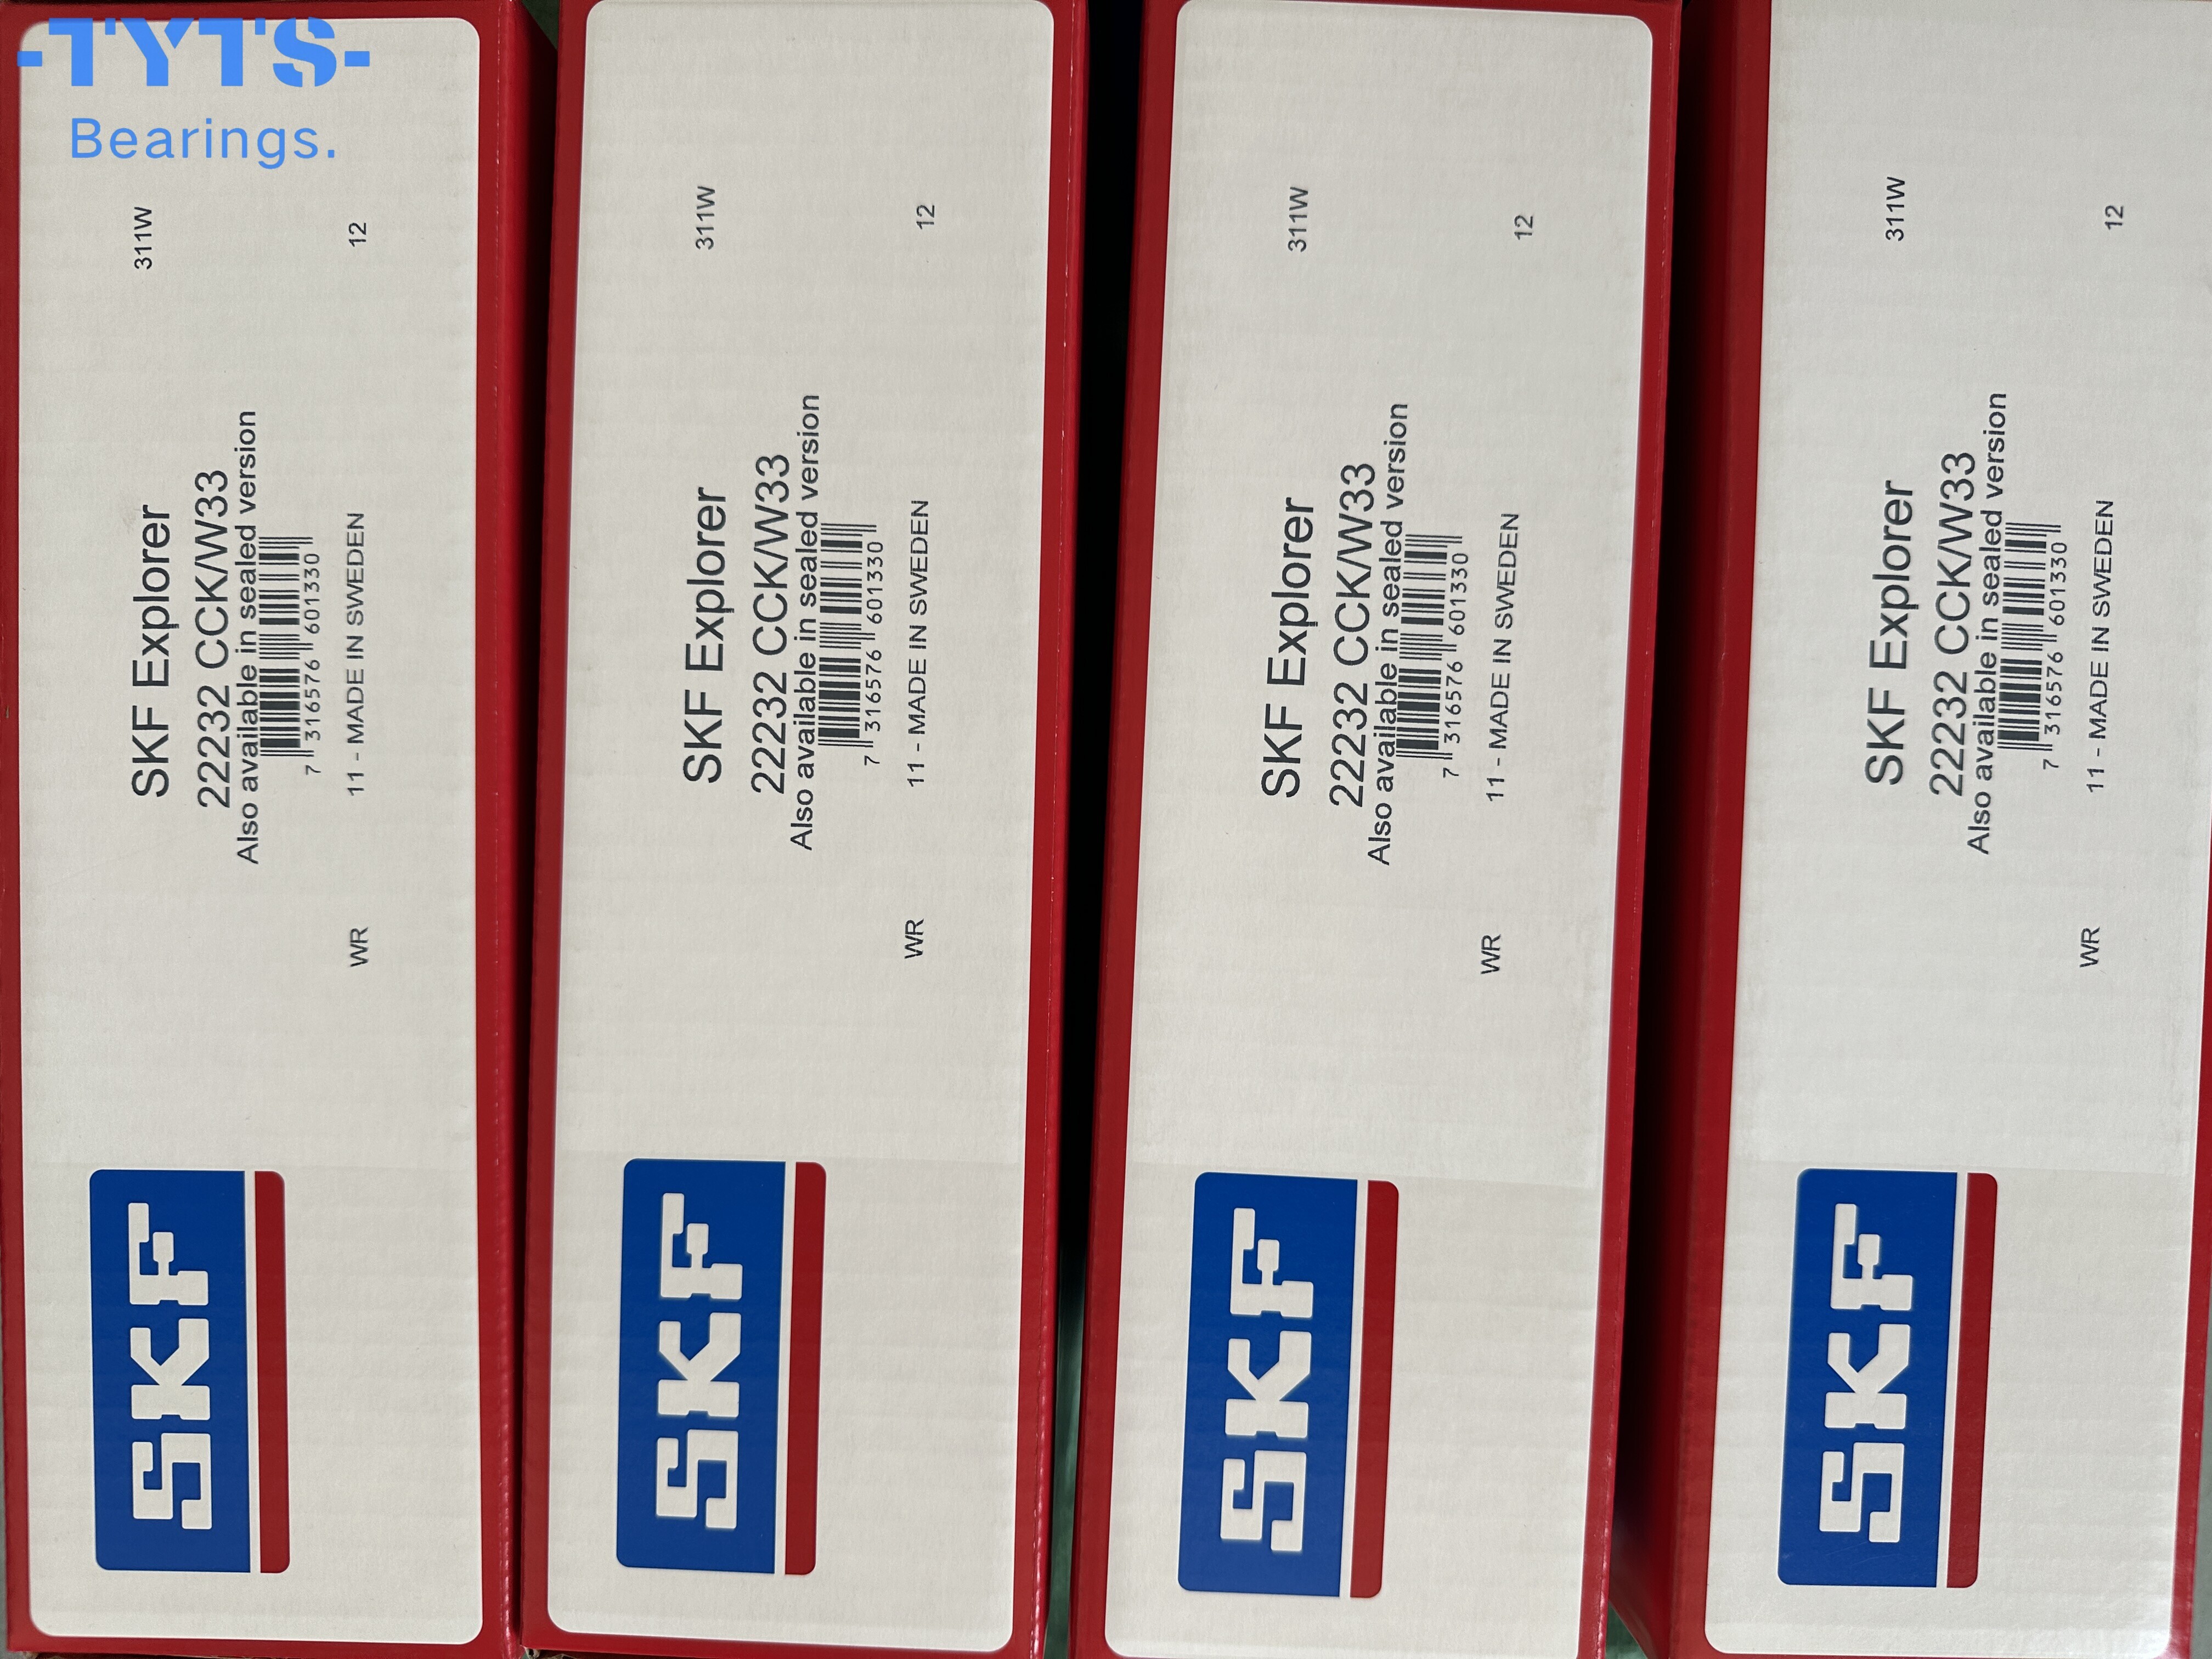 -TYTS-
Bearings.
311W
12
SKF Explorer
22232 CCK/W33
Also available in sealed version
7 316576 601330
11 - MADE IN SWEDEN
WR
SKF
311W
12
SKF Explorer
22232 CCK/W33
Also available in sealed version
7 316576 601330
11 - MADE IN SWEDEN
WR
SKF
311W
12
SKF Explorer
22232 CCK/W33
Also available in sealed version
7 316576 601330
11 - MADE IN SWEDEN
WR
SKF
311W
12
SKF Explorer
22232 CCK/W33
Also available in sealed version
7 316576 601330
11 - MADE IN SWEDEN
WR
SKF